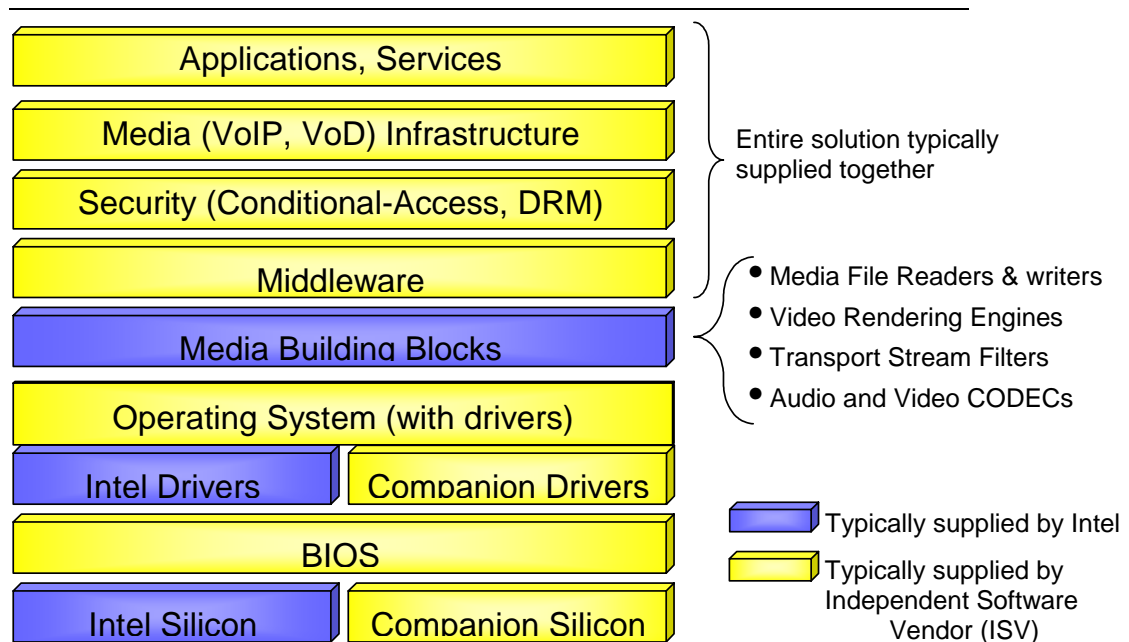 Applications, Services
Media (VoIP, VoD) Infrastructure
Security (Conditional-Access, DRM)
Middleware
Media Building Blocks
Operating System (with drivers)
Intel Drivers
Companion Drivers
BIOS
Intel Silicon
Companion Silicon
Entire solution typically
supplied together
• Media File Readers & writers
• Video Rendering Engines
• Transport Stream Filters
• Audio and Video CODECs
Typically supplied by Intel
Typically supplied by
Independent Software
Vendor (ISV)